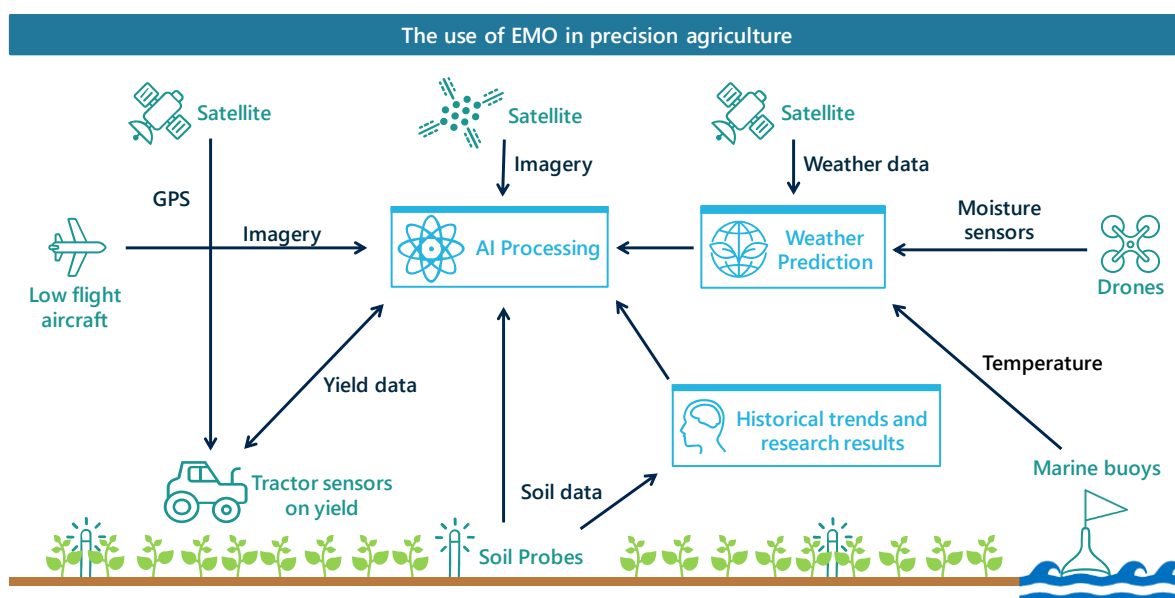 The use of EMO in precision agriculture
Satellite
Satellite
Satellite
Imagery
Weather data
GPS
Moisture
sensors
Imagery
AI Processing
Weather
Prediction
Low flight
aircraft
Drones
Yield data
Temperature
Historical trends and
research results
Marine buoys
Tractor sensors
on yield
Soil data
Soil Probes